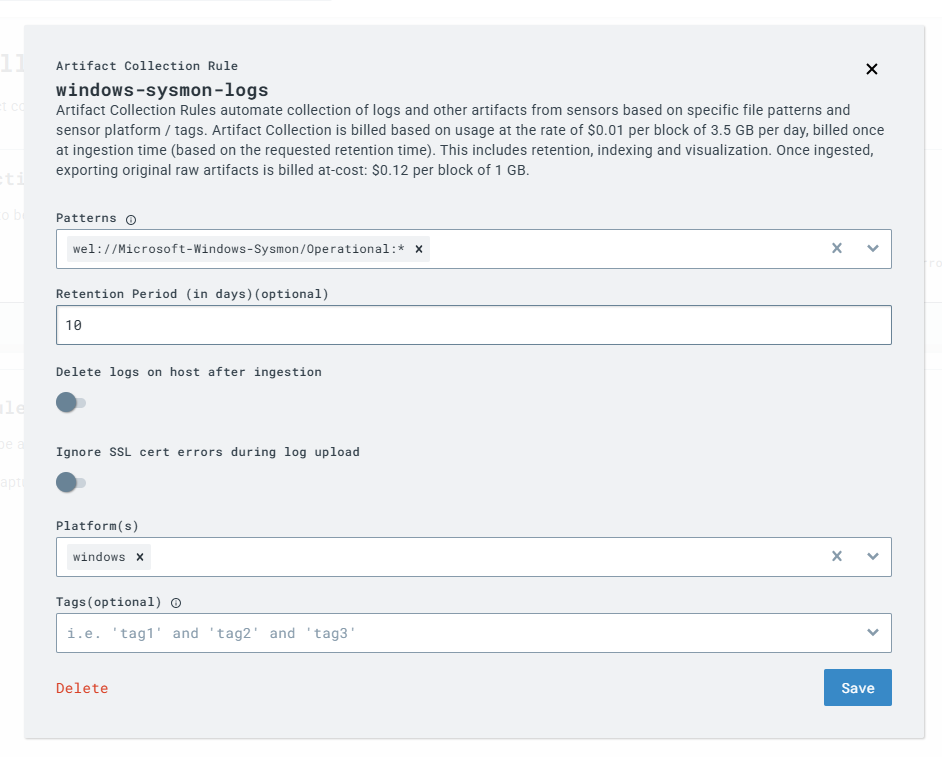 Artifact Collection Rule
windows-sysmon-logs
Artifact Collection Rules automate collection of logs and other artifacts from sensors based on specific file patterns and
sensor platform / tags. Artifact Collection is billed based on usage at the rate of $0.01 per block of 3.5 GB per day, billed once
at ingestion time (based on the requested retention time). This includes retention, indexing and visualization. Once ingested,
exporting original raw artifacts is billed at-cost: $0.12 per block of 1 GB.
Patterns
wel://Microsoft-Windows-Sysmon/Operational:*
Retention Period (in days)(optional)
10
Delete logs on host after ingestion
Ignore SSL cert errors during log upload
Platform(s)
windows
Tags(optional)
i.e. 'tag1' and 'tag2' and 'tag3'
Delete
Save